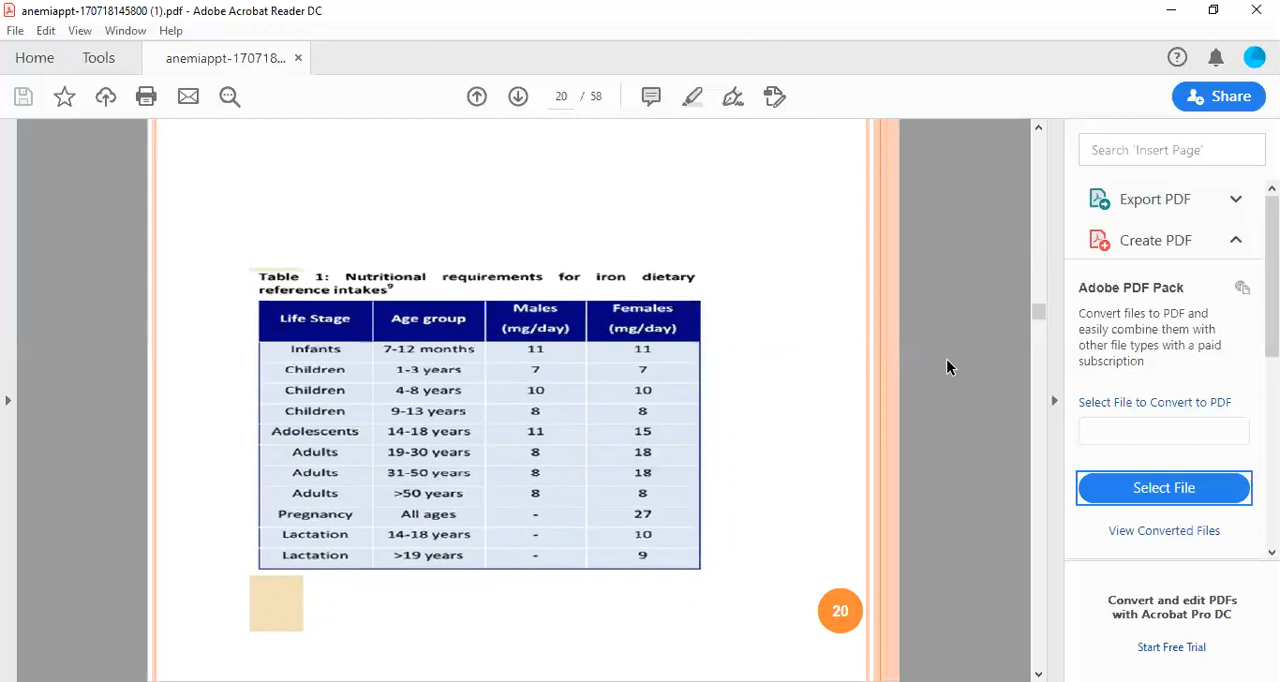 anemiappt-170718145800 (1).pdf - Adobe Acrobat Reader DC
File Edit View Window Help
Home Tools anemiappt-170718... ×
20 / 58
Share
Search 'Insert Page'
Export PDF
Create PDF
Adobe PDF Pack
Convert files to PDF and
easily combine them with
other file types with a paid
subscription
Select File to Convert to PDF
Select File
View Converted Files
Convert and edit PDFs
with Acrobat Pro DC
Start Free Trial
Table 1: Nutritional requirements for iron dietary
reference intakes9
Life Stage Age group Males (mg/day) Females (mg/day)
Infants 7-12 months 11 11
Children 1-3 years 7 7
Children 4-8 years 10 10
Children 9-13 years 8 8
Adolescents 14-18 years 11 15
Adults 19-30 years 8 18
Adults 31-50 years 8 18
Adults >50 years 8 8
Pregnancy All ages - 27
Lactation 14-18 years - 10
Lactation >19 years - 9
20